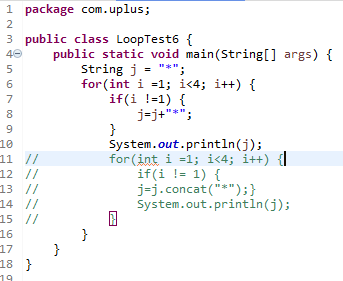 1 package com.uplus;
2
3 public class LoopTest6 {
4 public static void main(String[] args) {
5 String j = "*";
6 for(int i =1; i<4; i++) {
7 if(i !=1) {
8 j=j+"*";
9 }
10 System.out.println(j);
11 // for(int i =1; i<4; i++) {
12 // if(i != 1) {
13 // j=j.concat("*");}
14 // System.out.println(j);
15 // }
16 }
17 }
18 }
19